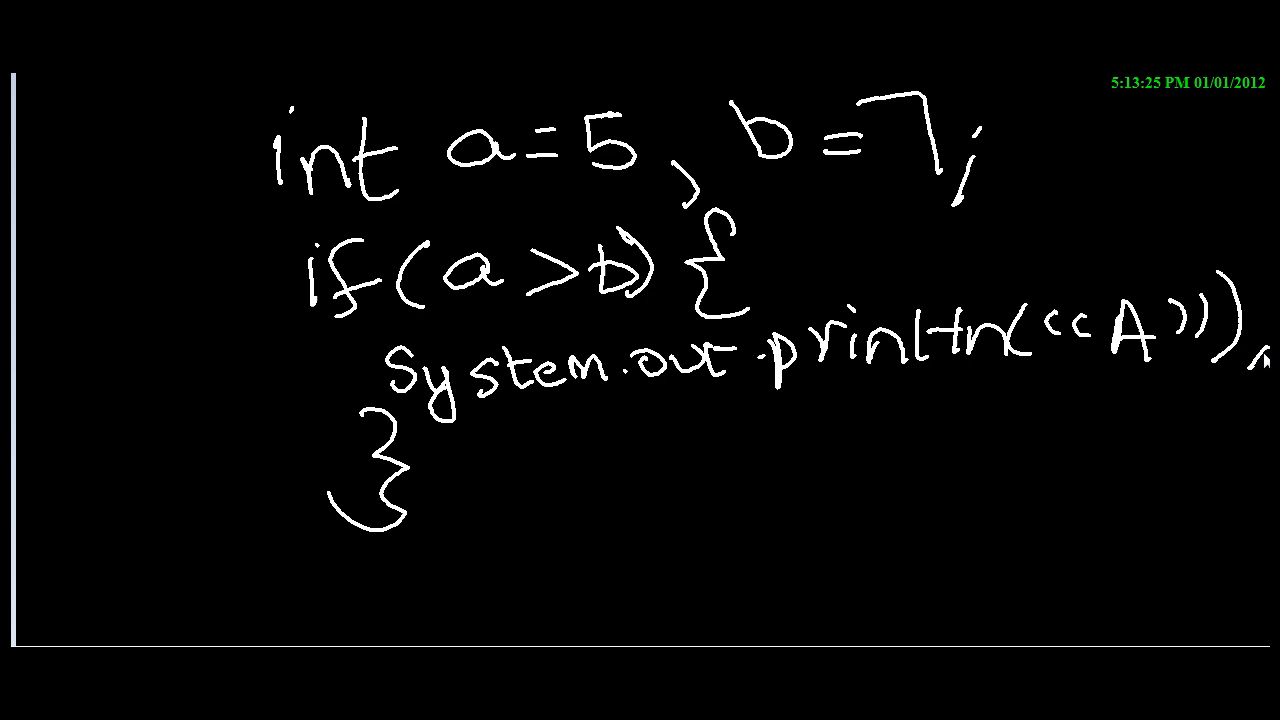 5:13:25 PM 01/01/2012
int a=5, b=7;
if(a>b){
System.out.println("A");
}